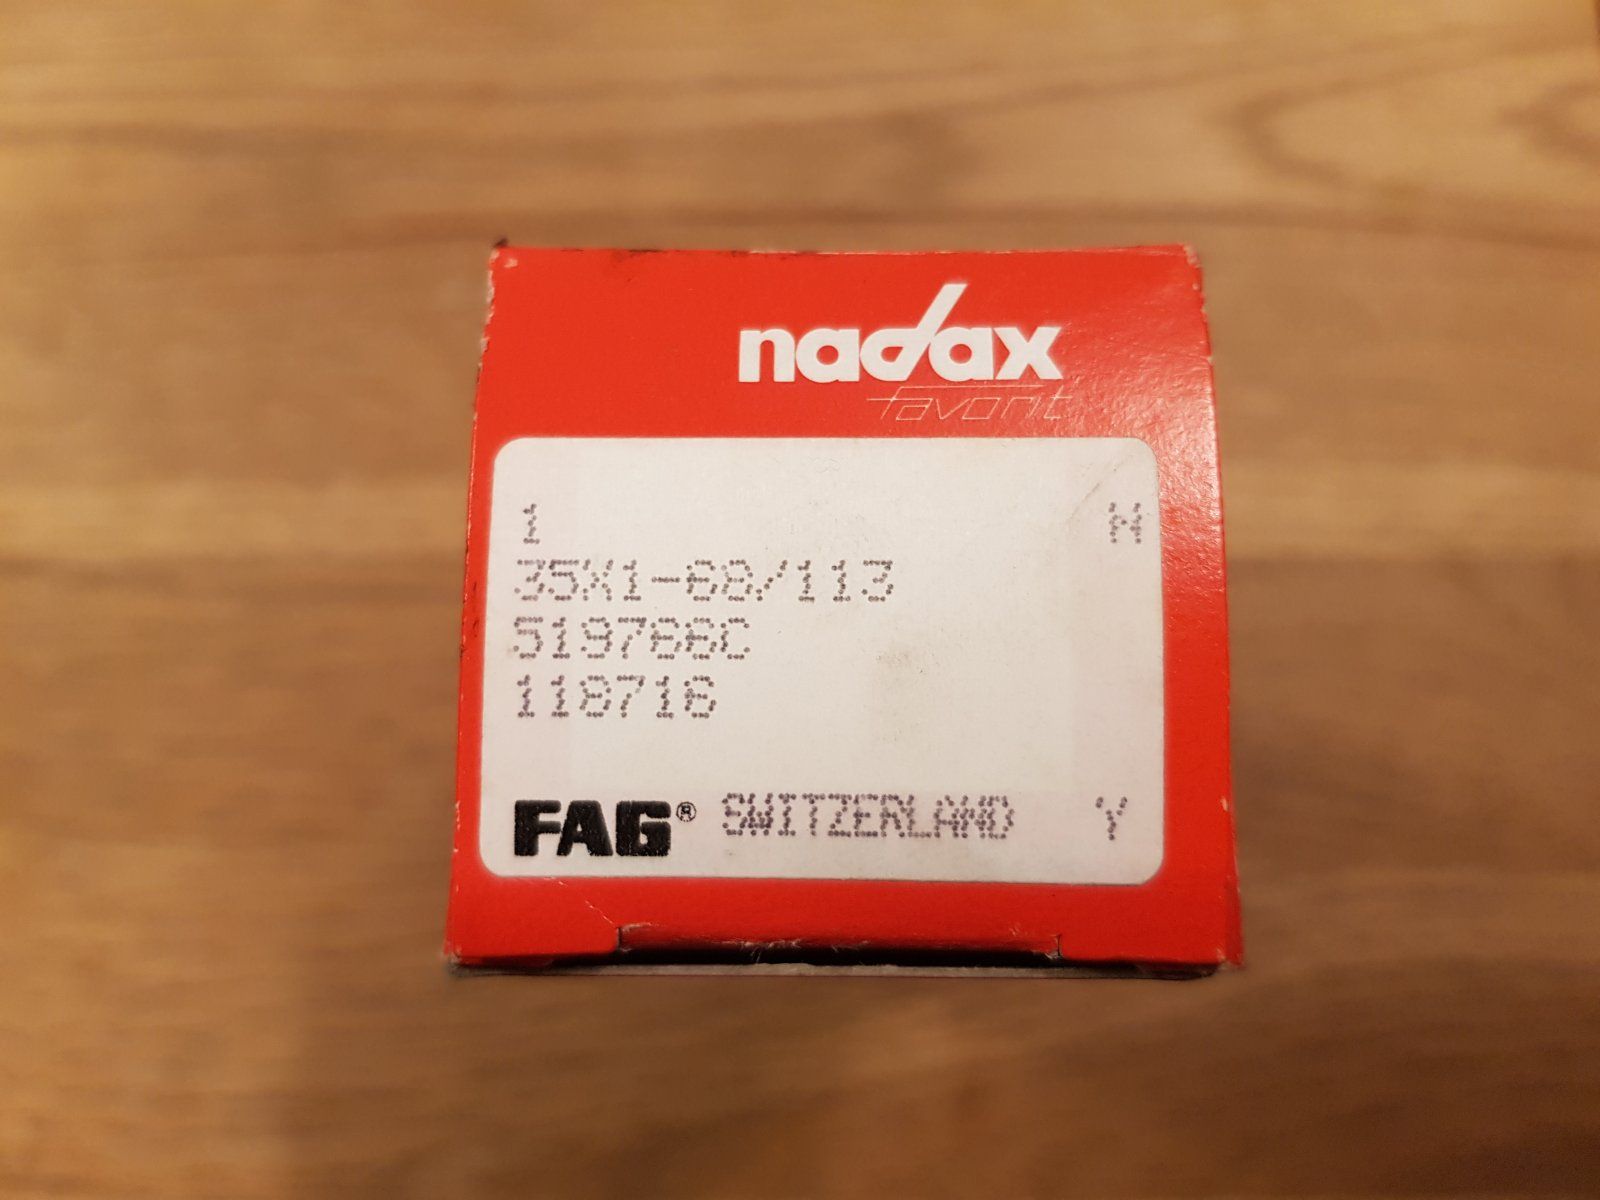 nadax
favorit
1 N
35X1-68/113
519766C
118716
FAG® SWITZERLAND Y